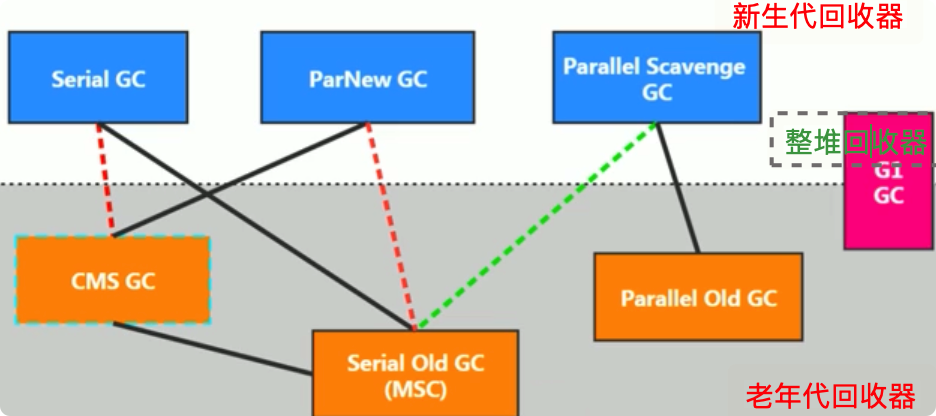 新生代回收器
Serial GC
ParNew GC
Parallel Scavenge
GC
整堆回收器
G1
GC
CMS GC
Parallel Old GC
Serial Old GC
(MSC)
老年代回收器